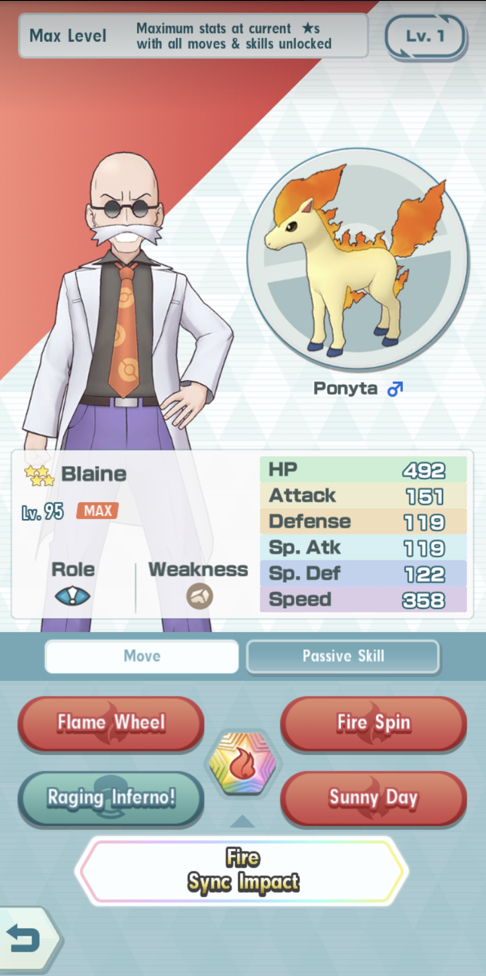 Max Level
Maximum stats at current ★s
with all moves & skills unlocked
Lv. 1
Ponyta ♂
Blaine
Lv. 95 MAX
Role
Weakness
HP 492
Attack 151
Defense 119
Sp. Atk 119
Sp. Def 122
Speed 358
Move
Passive Skill
Flame Wheel
Fire Spin
Raging Inferno!
Sunny Day
Fire
Sync Impact